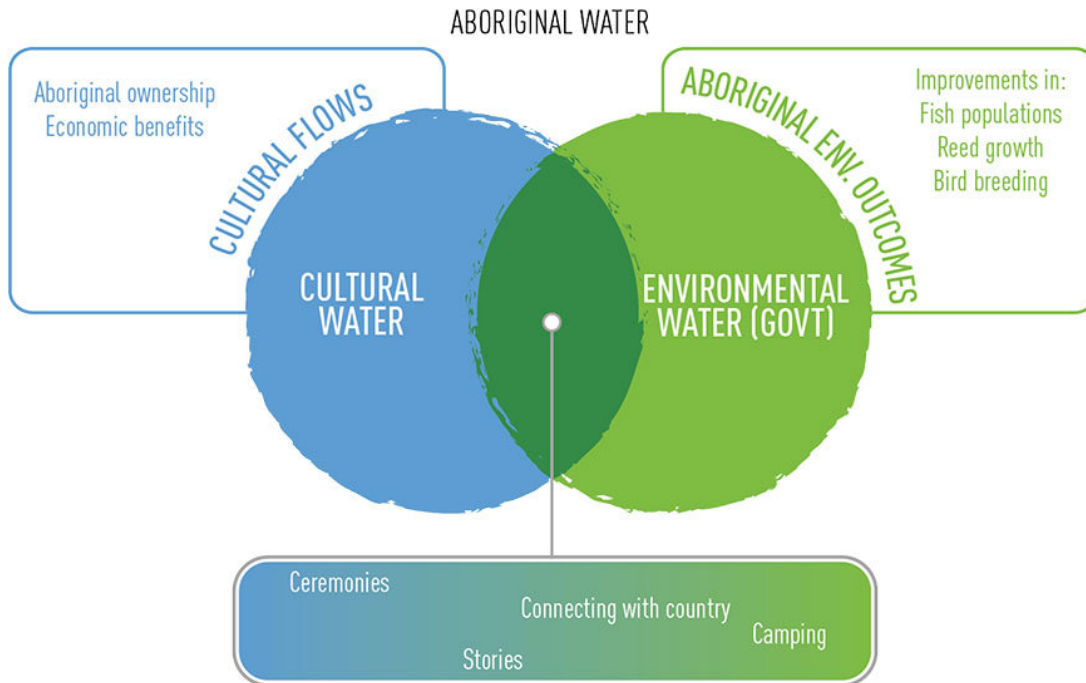 ABORIGINAL WATER
Aboriginal ownership
Economic benefits
CULTURAL FLOWS
ABORIGINAL ENV. OUTCOMES
Improvements in:
Fish populations
Reed growth
Bird breeding
CULTURAL
WATER
ENVIRONMENTAL
WATER (GOVT)
Ceremonies
Connecting with country
Camping
Stories